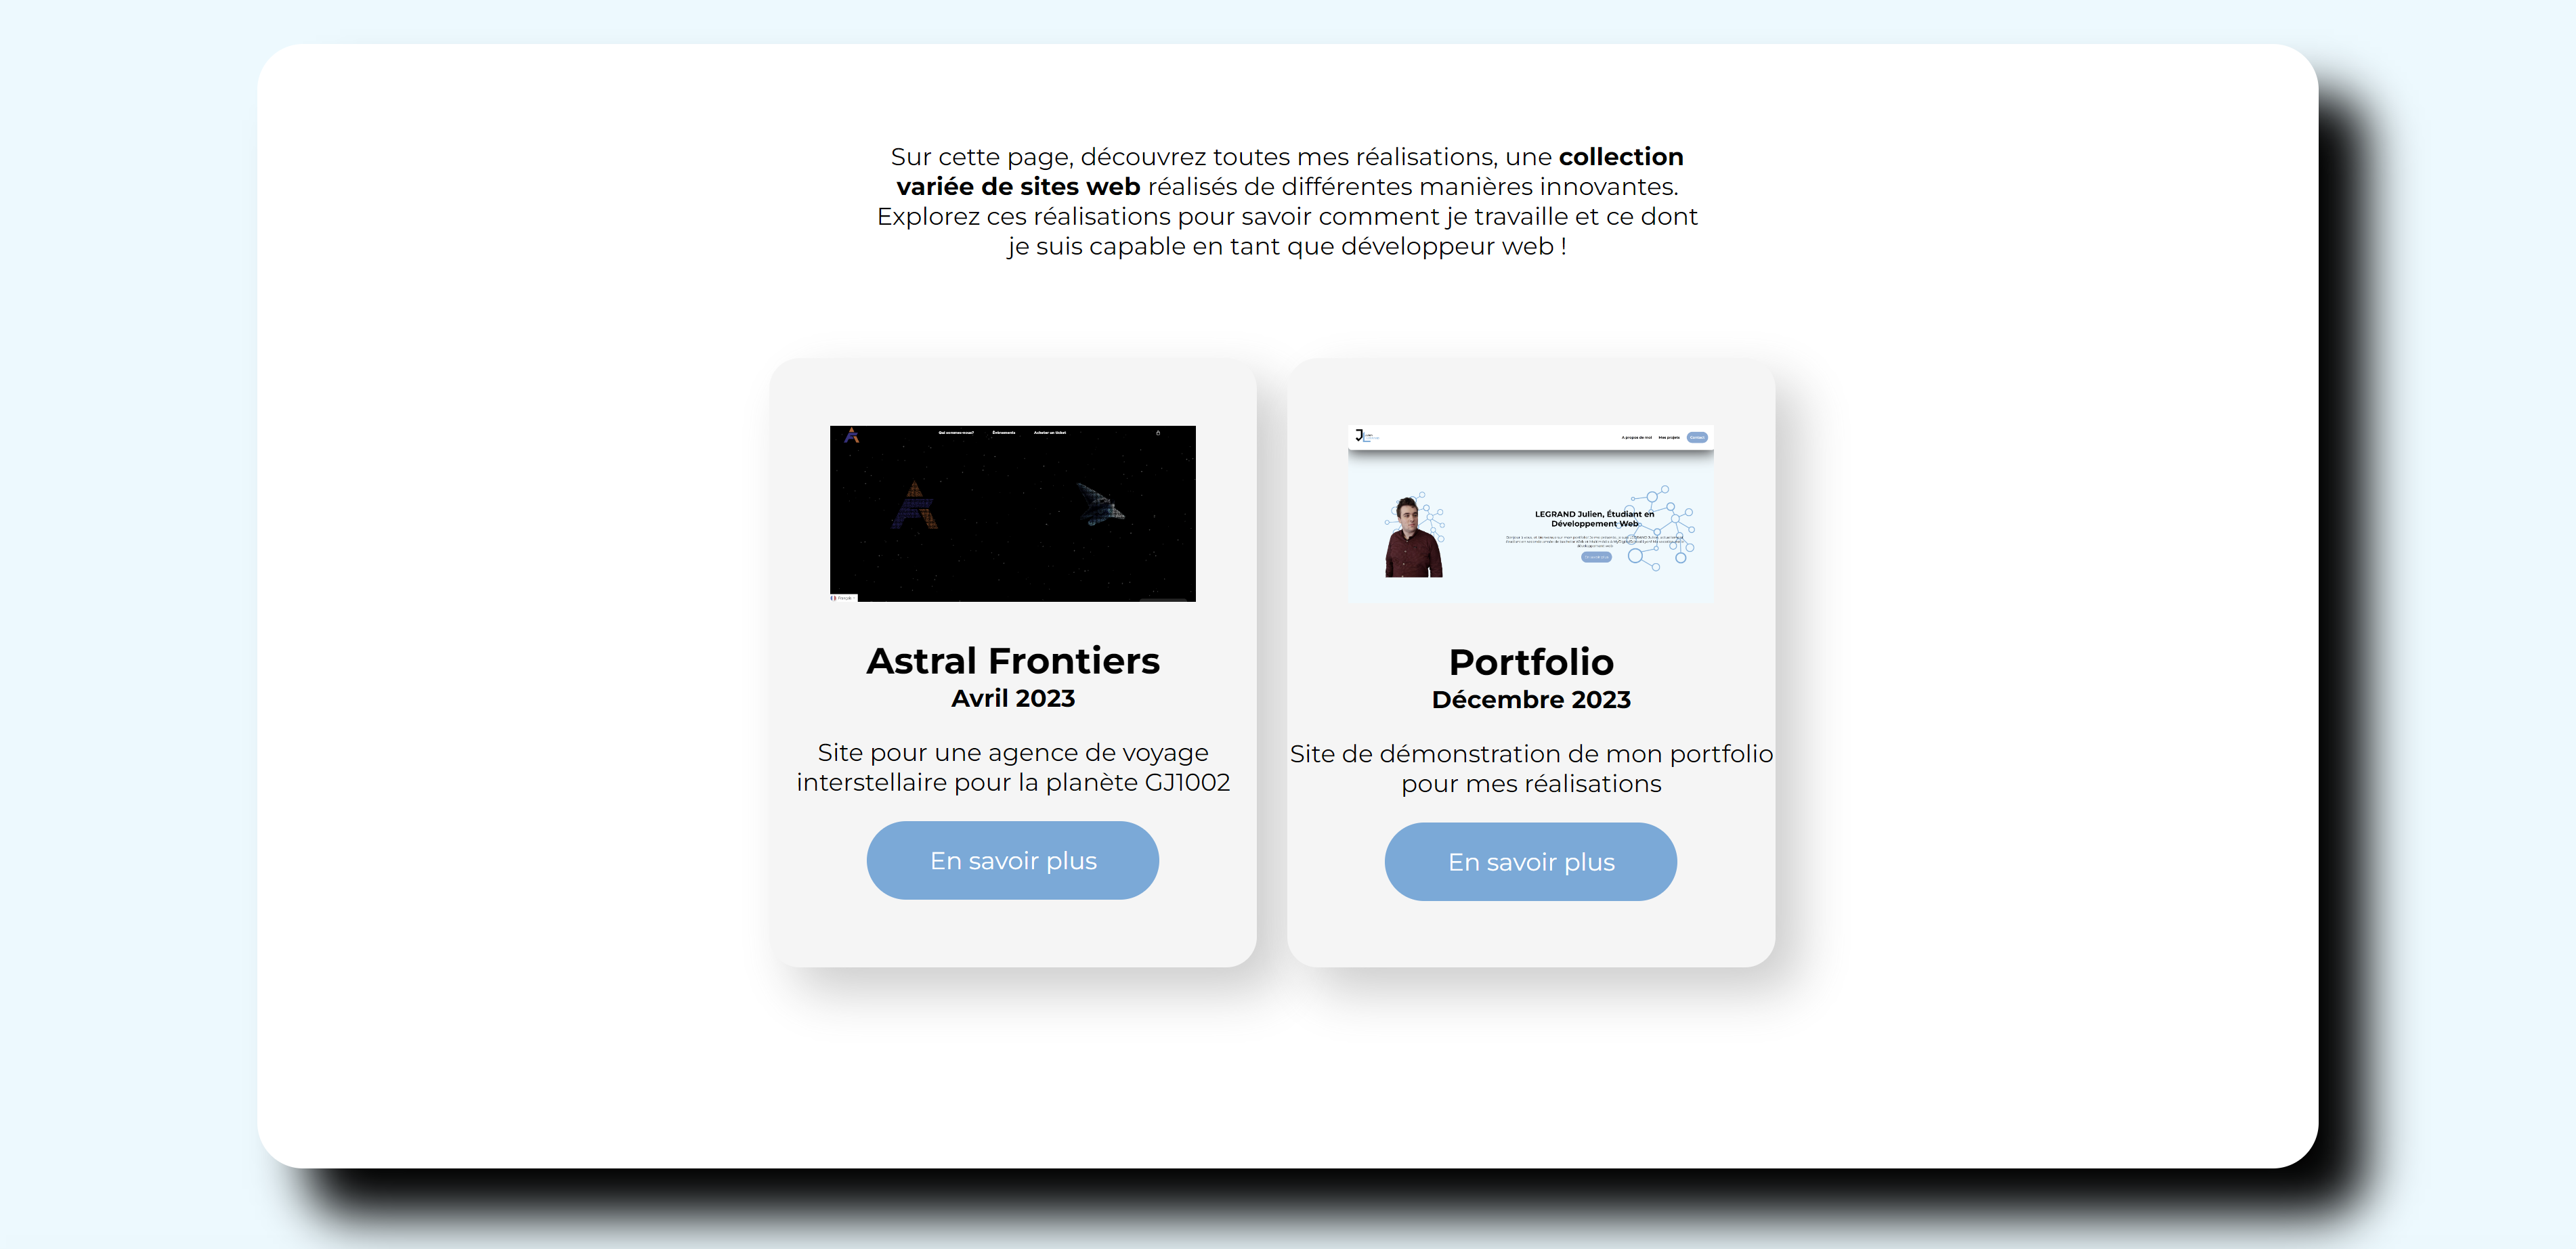 Sur cette page, découvrez toutes mes réalisations, une collection
variée de sites web réalisés de différentes manières innovantes.
Explorez ces réalisations pour savoir comment je travaille et ce dont
je suis capable en tant que développeur web !
Qui sommes-nous? Évènements Acheter un ticket
Français
Astral Frontiers
Avril 2023
Site pour une agence de voyage
interstellaire pour la planète GJ1002
En savoir plus
A propos de moi Mes projets Contact
LEGRAND Julien, Étudiant en
Développement Web
Portfolio
Décembre 2023
Site de démonstration de mon portfolio
pour mes réalisations
En savoir plus